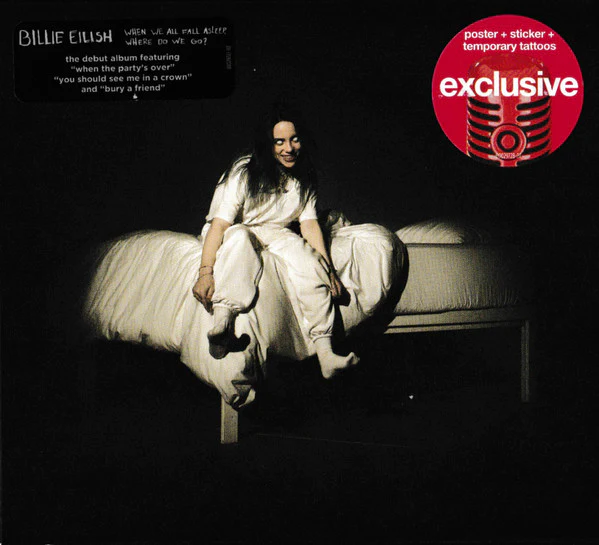 BILLIE EILISH
WHEN WE ALL FALL ASLEEP,
WHERE DO WE GO?
the debut album featuring
"when the party's over"
"you should see me in a crown"
and "bury a friend"
poster + sticker +
temporary tattoos
exclusive